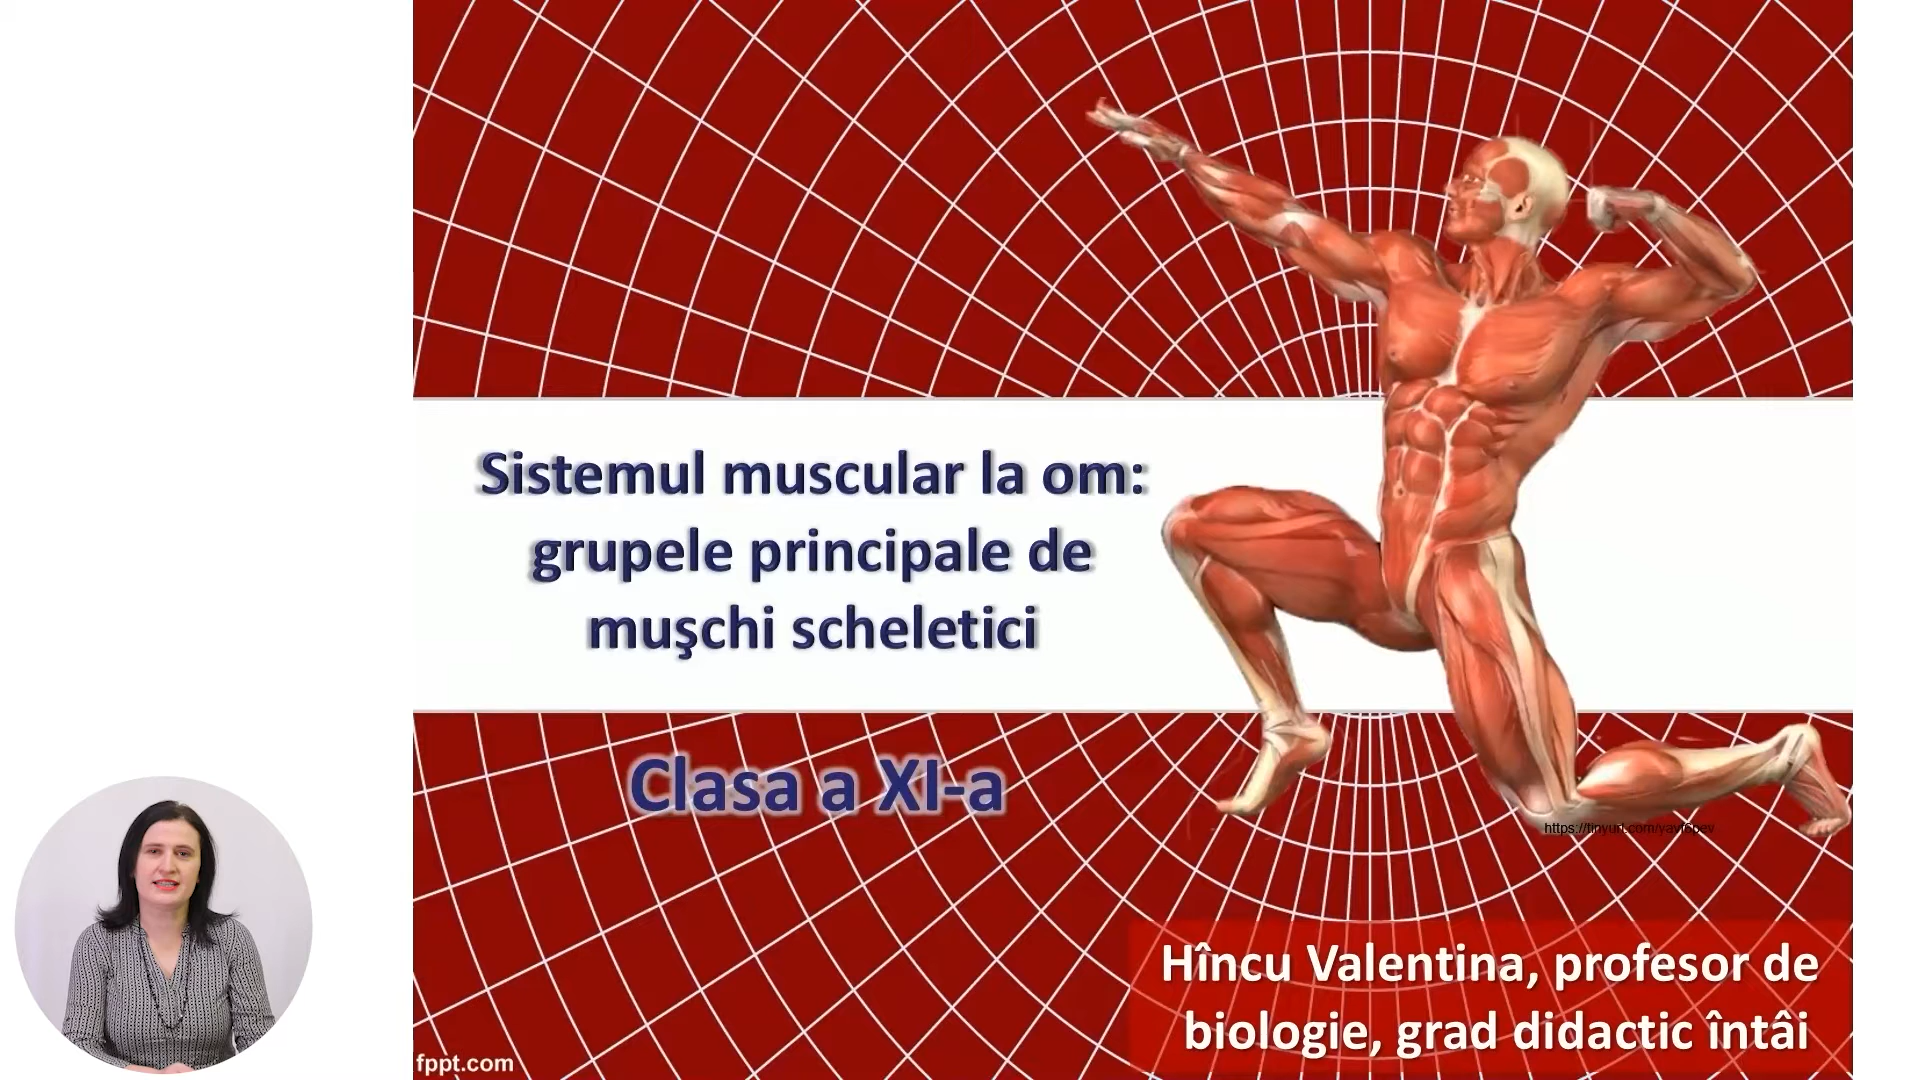 Sistemul muscular la om:
grupele principale de
muşchi scheletici
Clasa a XI-a
Hîncu Valentina, profesor de
biologie, grad didactic întâi
fppt.com